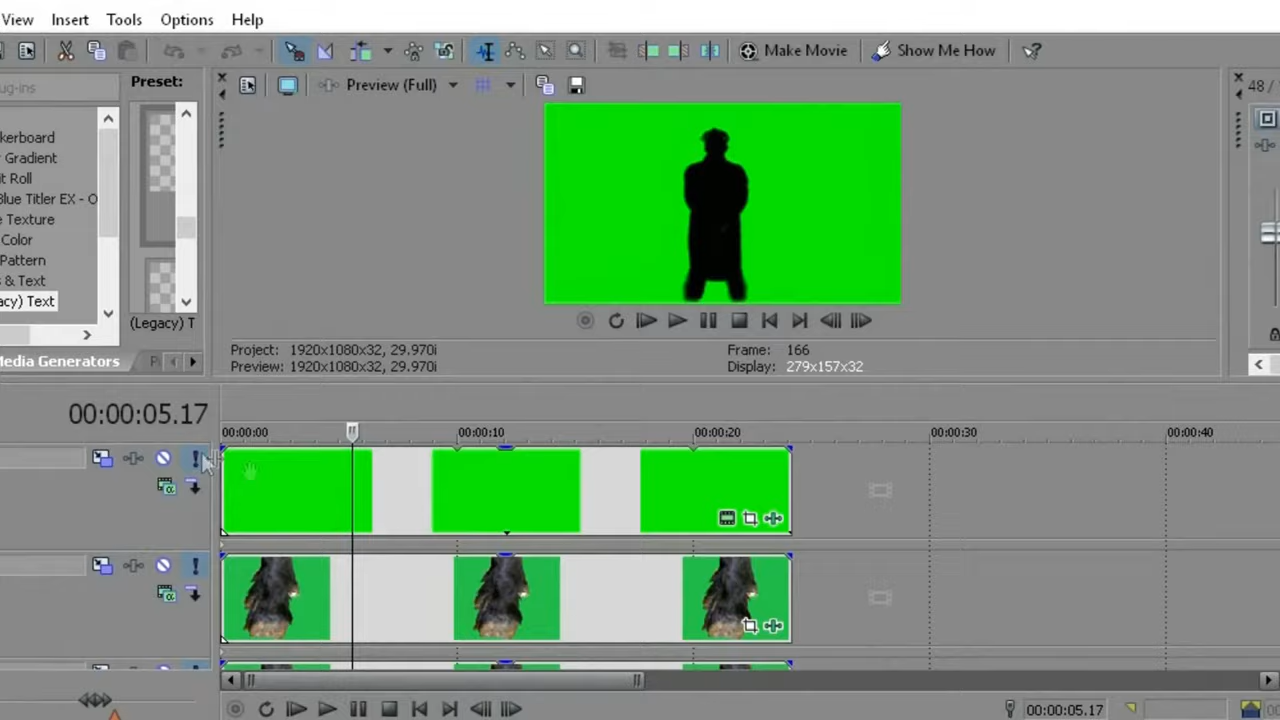 View Insert Tools Options Help
Make Movie Show Me How
ug-ins
Preset:
Preview (Full)
48 /
kerboard
Gradient
it Roll
Blue Titler EX - O
e Texture
Color
Pattern
s & Text
acy) Text
(Legacy) T
Media Generators
Project: 1920x1080x32, 29.970i
Preview: 1920x1080x32, 29.970i
Frame: 166
Display: 279x157x32
00:00:05.17
00:00:00 00:00:10 00:00:20 00:00:30 00:00:40
00:00:05.17